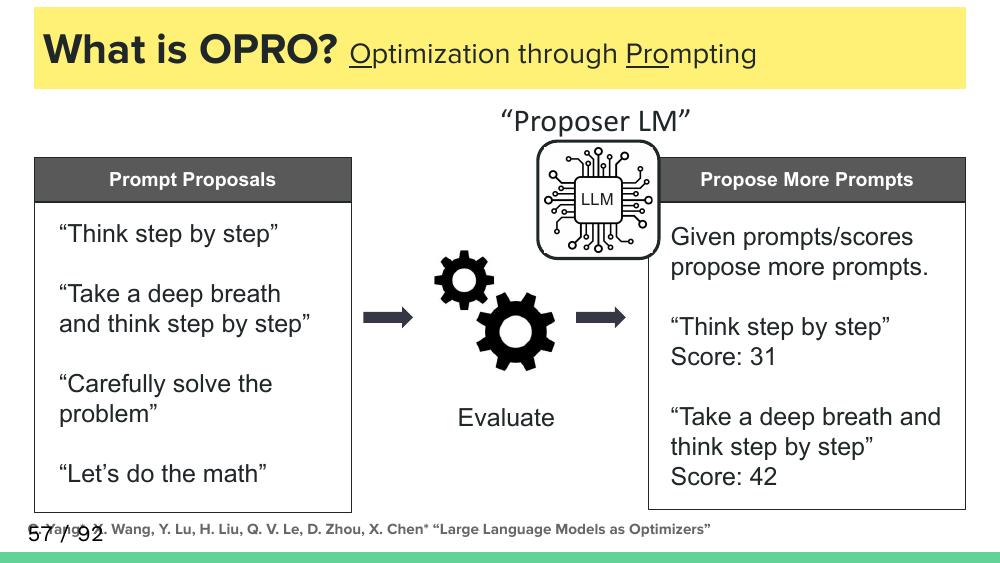 What is OPRO? Optimization through Prompting
“Proposer LM”
LLM
Prompt Proposals
“Think step by step”
“Take a deep breath
and think step by step”
“Carefully solve the
problem”
“Let’s do the math”
Evaluate
Propose More Prompts
Given prompts/scores
propose more prompts.
“Think step by step”
Score: 31
“Take a deep breath and
think step by step”
Score: 42
C. Yang*, X. Wang, Y. Lu, H. Liu, Q. V. Le, D. Zhou, X. Chen* “Large Language Models as Optimizers”
57 / 92